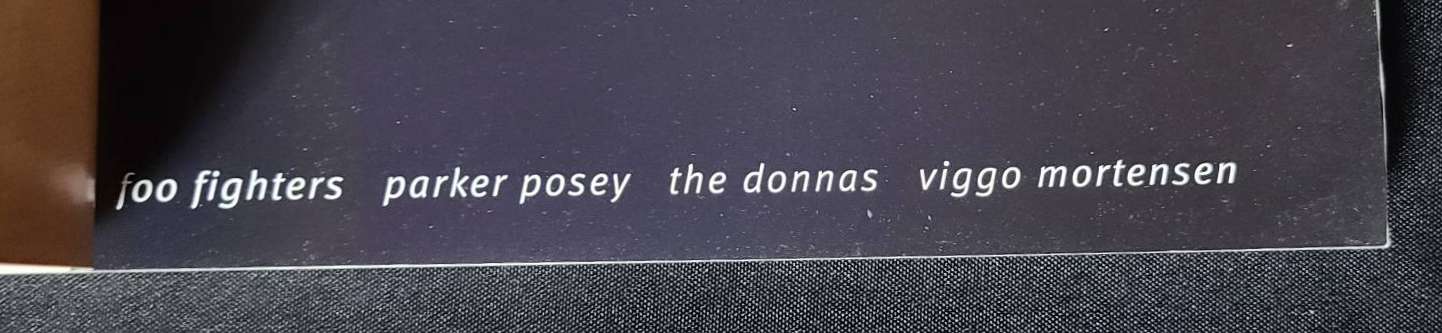 foo fighters parker posey the donnas viggo mortensen